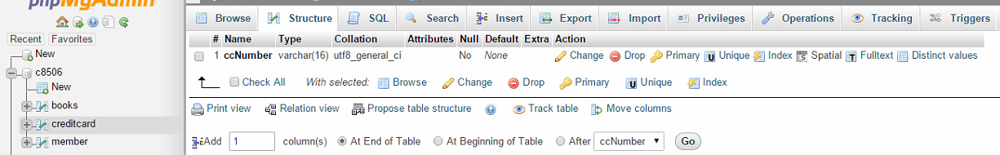 phpMyAdmin
Recent Favorites
New
c8506
New
books
creditcard
member
Browse Structure SQL Search Insert Export Import Privileges Operations Tracking Triggers
# Name Type Collation Attributes Null Default Extra Action
1 ccNumber varchar(16) utf8_general_ci No None Change Drop Primary Unique Index Spatial Fulltext Distinct values
Check All With selected: Browse Change Drop Primary Unique Index
Print view Relation view Propose table structure Track table Move columns
Add 1 column(s) At End of Table At Beginning of Table After ccNumber Go